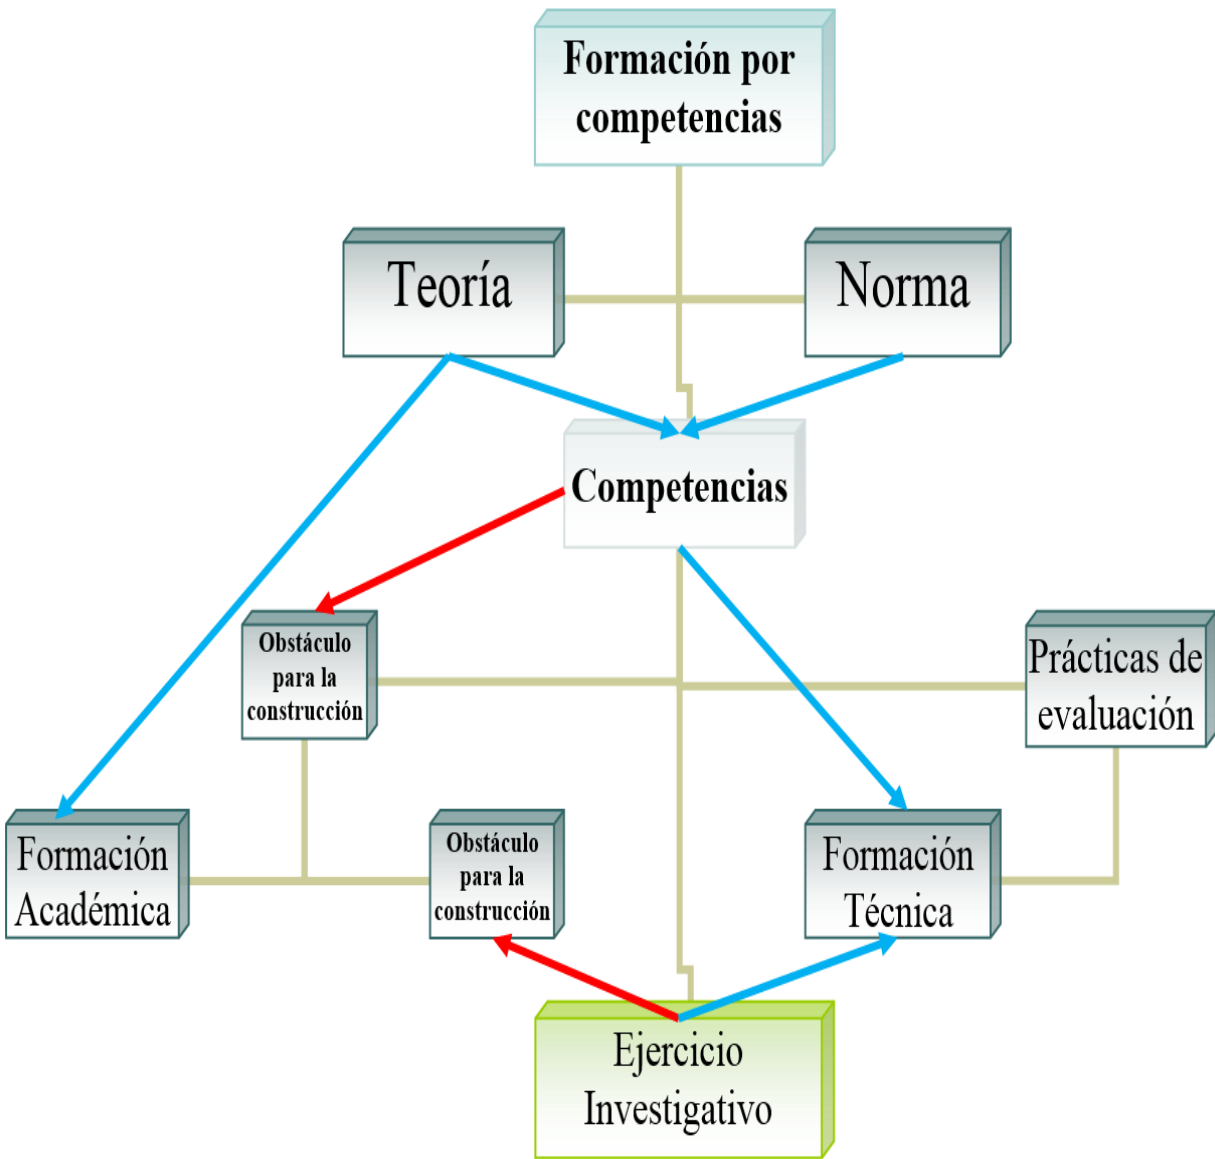 Formación por
competencias
Teoría
Norma
Competencias
Obstáculo
para la
construcción
Prácticas de
evaluación
Formación
Académica
Obstáculo
para la
construcción
Formación
Técnica
Ejercicio
Investigativo